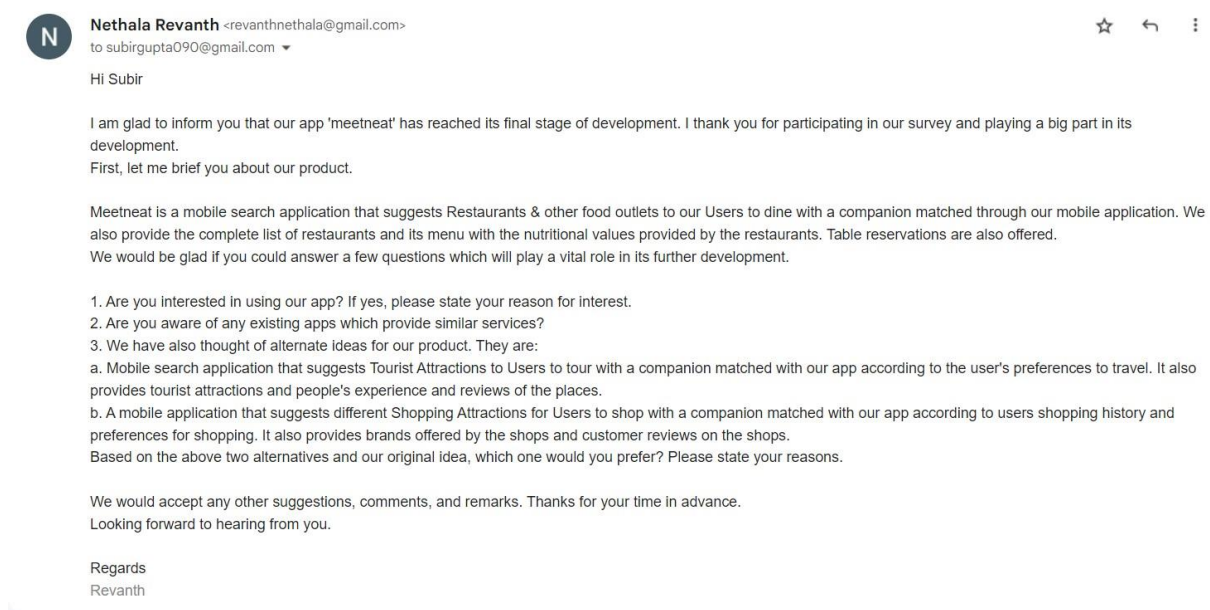 N
Nethala Revanth <revanthnethala@gmail.com>
to subirgupta090@gmail.com
Hi Subir
I am glad to inform you that our app 'meetneat' has reached its final stage of development. I thank you for participating in our survey and playing a big part in its
development.
First, let me brief you about our product.
Meetneat is a mobile search application that suggests Restaurants & other food outlets to our Users to dine with a companion matched through our mobile application. We
also provide the complete list of restaurants and its menu with the nutritional values provided by the restaurants. Table reservations are also offered.
We would be glad if you could answer a few questions which will play a vital role in its further development.
1. Are you interested in using our app? If yes, please state your reason for interest.
2. Are you aware of any existing apps which provide similar services?
3. We have also thought of alternate ideas for our product. They are:
a. Mobile search application that suggests Tourist Attractions to Users to tour with a companion matched with our app according to the user's preferences to travel. It also
provides tourist attractions and people's experience and reviews of the places.
b. A mobile application that suggests different Shopping Attractions for Users to shop with a companion matched with our app according to users shopping history and
preferences for shopping. It also provides brands offered by the shops and customer reviews on the shops.
Based on the above two alternatives and our original idea, which one would you prefer? Please state your reasons.
We would accept any other suggestions, comments, and remarks. Thanks for your time in advance.
Looking forward to hearing from you.
Regards
Revanth